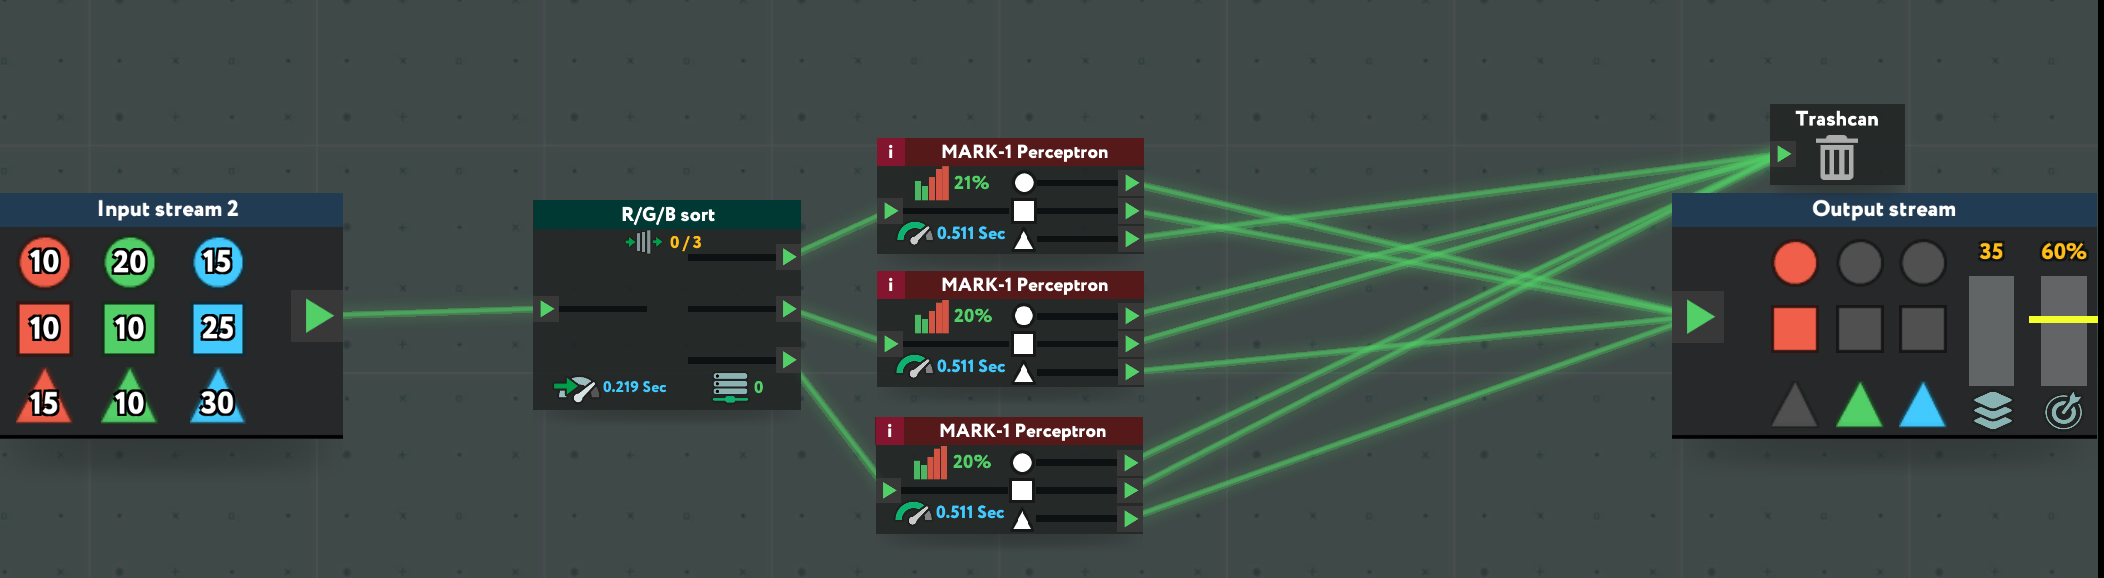 Input stream 2
10 20 15
10 10 25
15 10 30
R/G/B sort
0/3
0.219 Sec 0
i MARK-1 Perceptron
21%
0.511 Sec
i MARK-1 Perceptron
20%
0.511 Sec
i MARK-1 Perceptron
20%
0.511 Sec
Trashcan
Output stream
35 60%